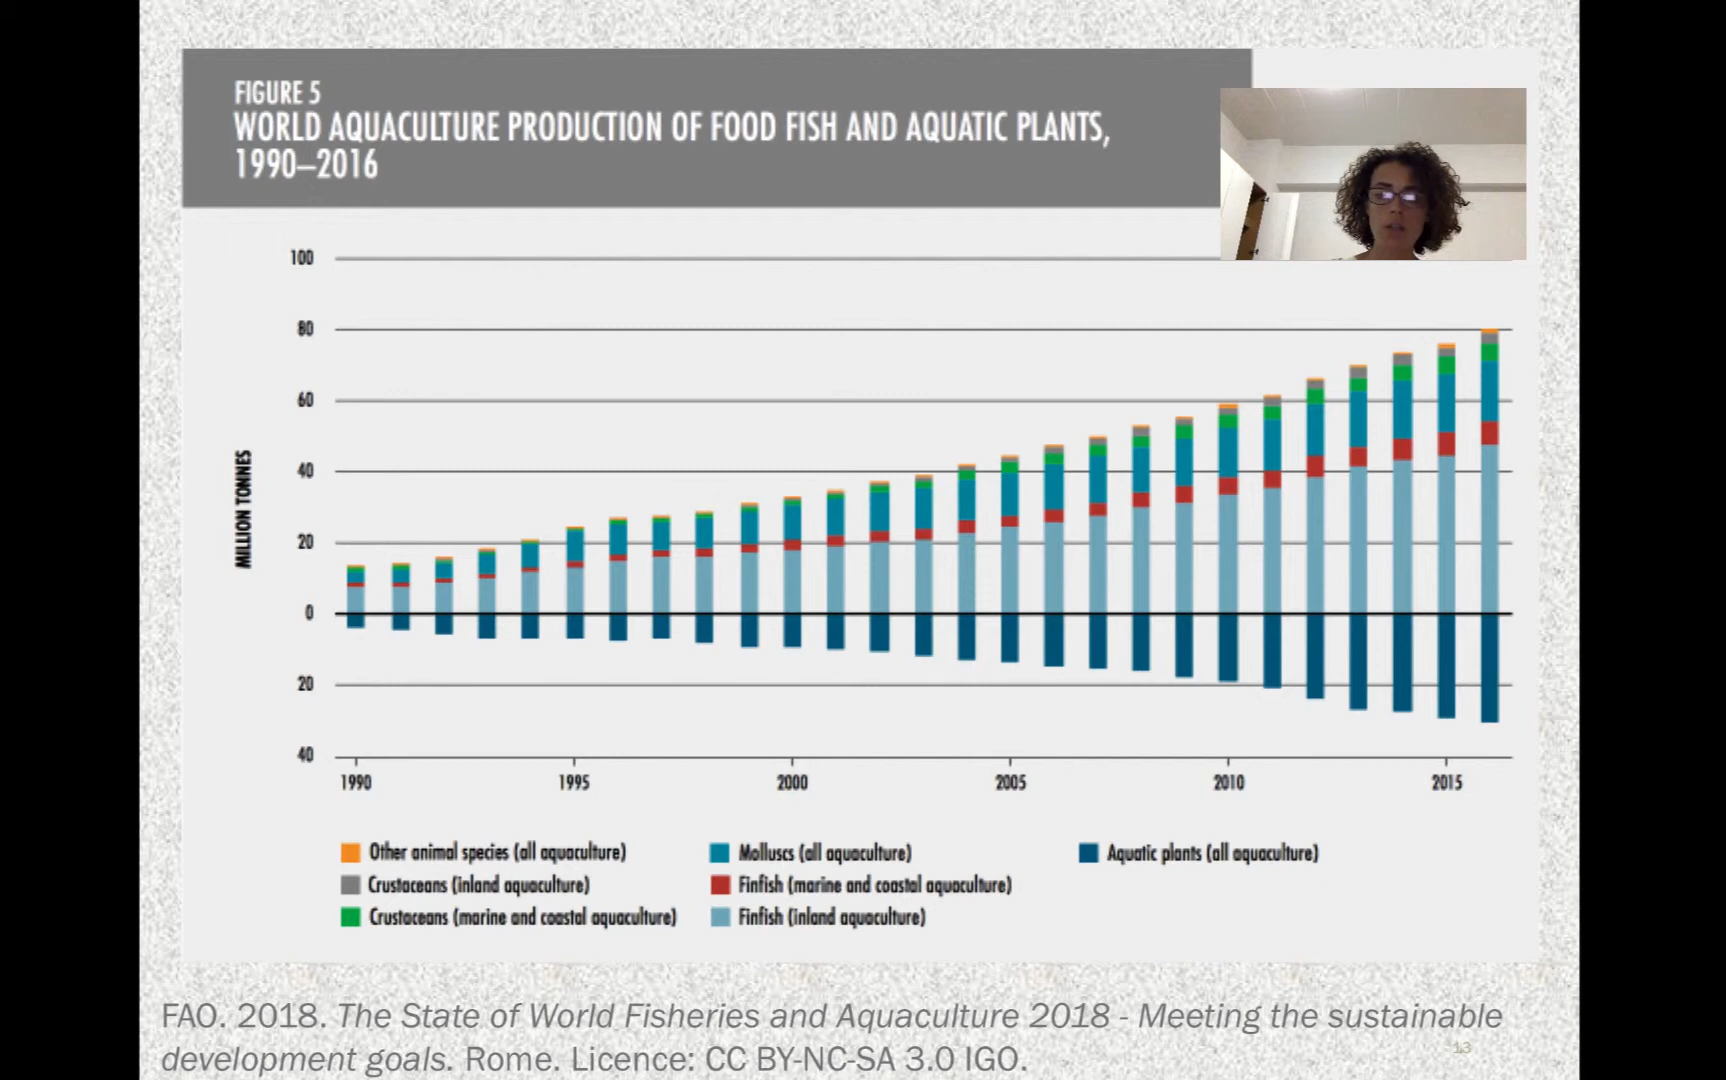 FIGURE 5
WORLD AQUACULTURE PRODUCTION OF FOOD FISH AND AQUATIC PLANTS,
1990–2016
100
80
60
40
20
0
20
40
MILLION TONNES
1990 1995 2000 2005 2010 2015
Other animal species (all aquaculture) Molluscs (all aquaculture) Aquatic plants (all aquaculture)
Crustaceans (inland aquaculture) Finfish (marine and coastal aquaculture)
Crustaceans (marine and coastal aquaculture) Finfish (inland aquaculture)
FAO. 2018. The State of World Fisheries and Aquaculture 2018 - Meeting the sustainable
development goals. Rome. Licence: CC BY-NC-SA 3.0 IGO.
13